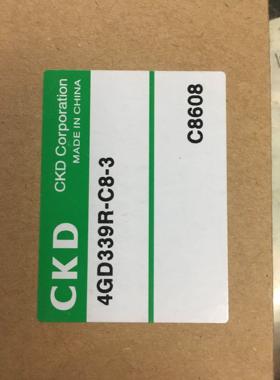 CKD
CKD Corporation
MADE IN CHINA
4GD339R-C8-3
C8608